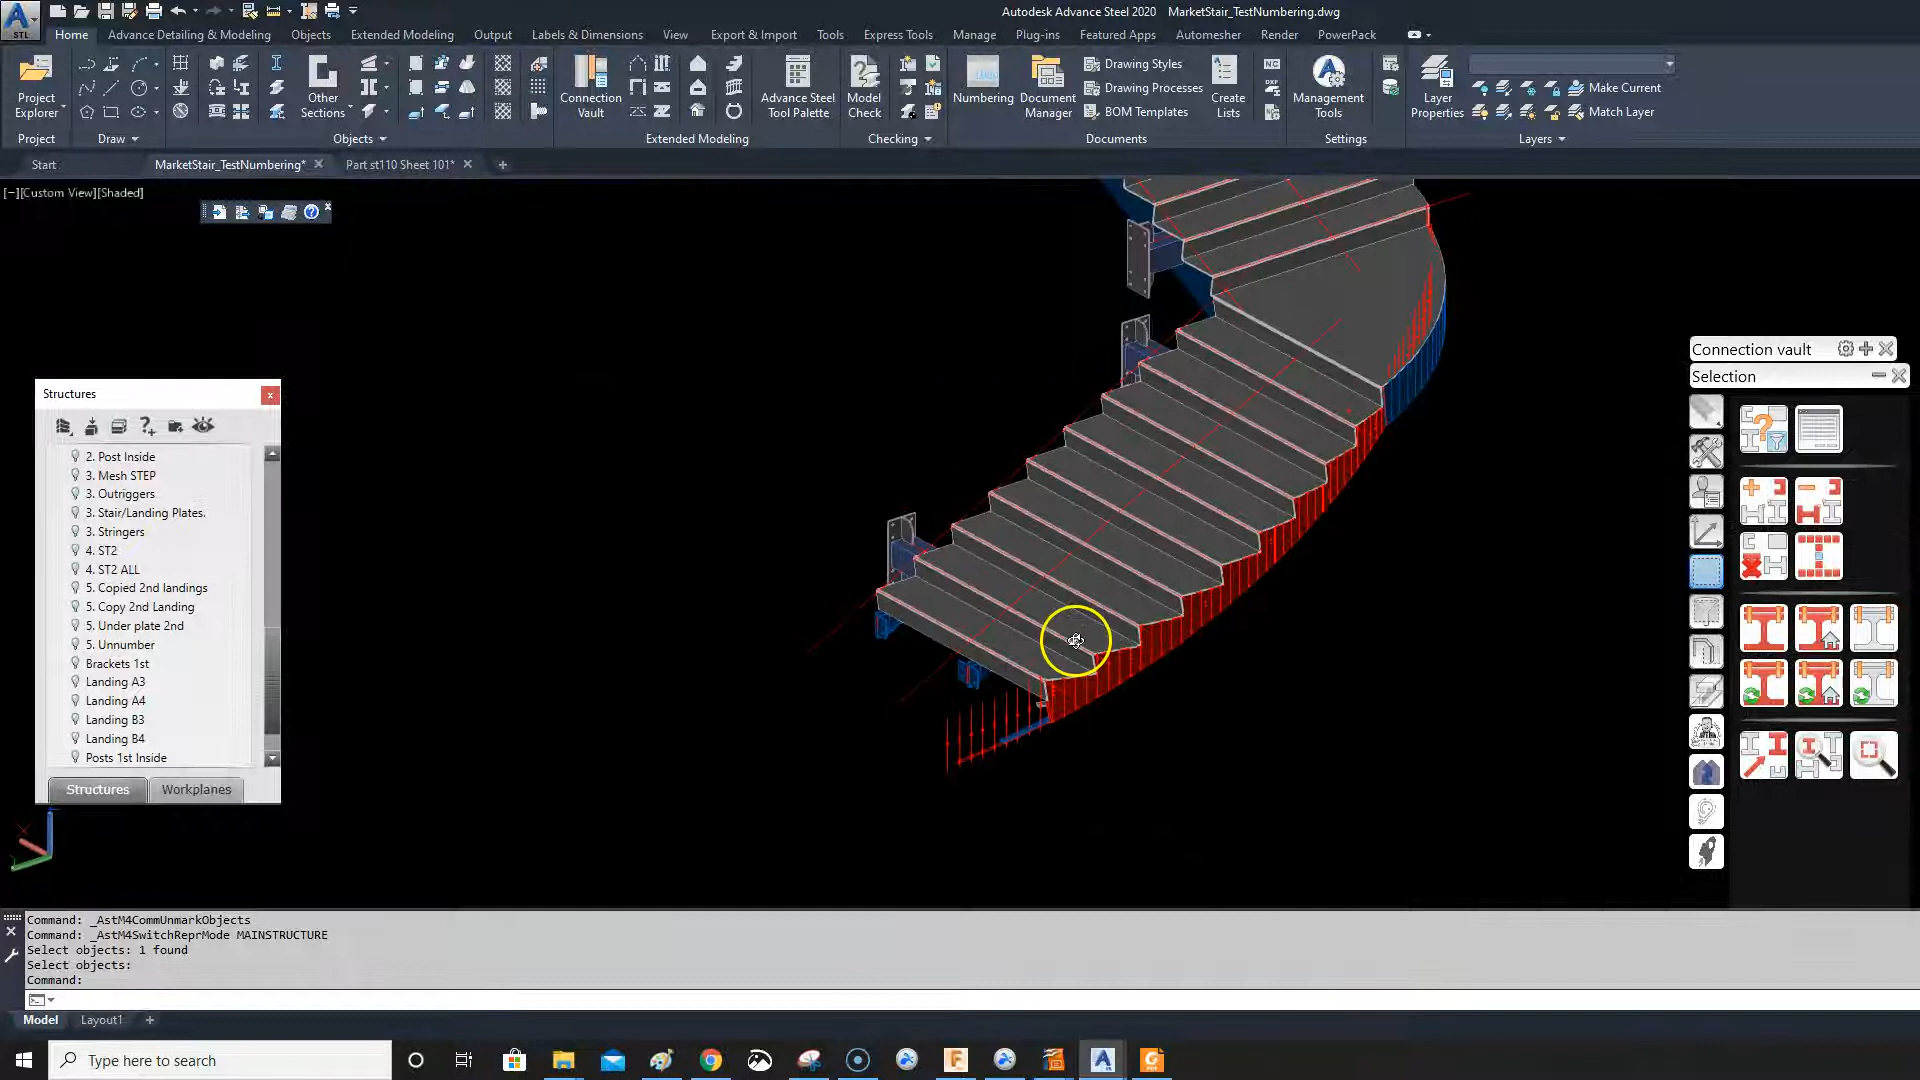 Autodesk Advance Steel 2020 MarketStair_TestNumbering.dwg
STL
Home Advance Detailing & Modeling Objects Extended Modeling Output Labels & Dimensions View Export & Import Tools Express Tools Manage Plug-ins Featured Apps Automesher Render PowerPack
Project Explorer
Other Sections
Connection Vault
Advance Steel Tool Palette
Model Check
Numbering
Document Manager
Drawing Styles
Drawing Processes
BOM Templates
Create Lists
NC
DXF
Management Tools
Layer Properties
Make Current
Match Layer
Project Draw Objects Extended Modeling Checking Documents Settings Layers
Start MarketStair_TestNumbering* Part st110 Sheet 101*
[−][Custom View][Shaded]
Structures
2. Post Inside
3. Mesh STEP
3. Outriggers
3. Stair/Landing Plates.
3. Stringers
4. ST2
4. ST2 ALL
5. Copied 2nd landings
5. Copy 2nd Landing
5. Under plate 2nd
5. Unnumber
Brackets 1st
Landing A3
Landing A4
Landing B3
Landing B4
Posts 1st Inside
Structures Workplanes
Connection vault
Selection
Command: _AstM4CommUnmarkObjects
Command: _AstM4SwitchReprMode MAINSTRUCTURE
Select objects: 1 found
Select objects:
Command:
Model Layout1
Type here to search